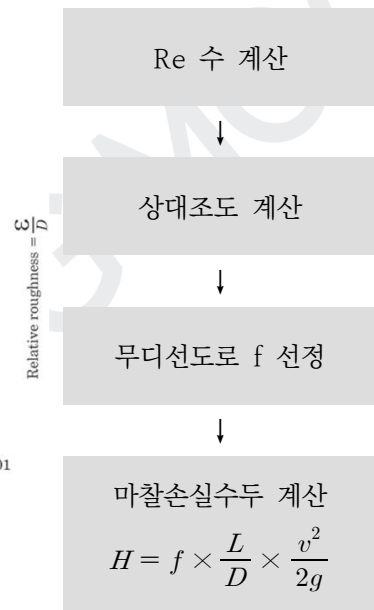 Re 수 계산
상대조도 계산
Relative roughness = ε/D
무디선도로 f 선정
마찰손실수두 계산
H = f × L/D × v²/2g